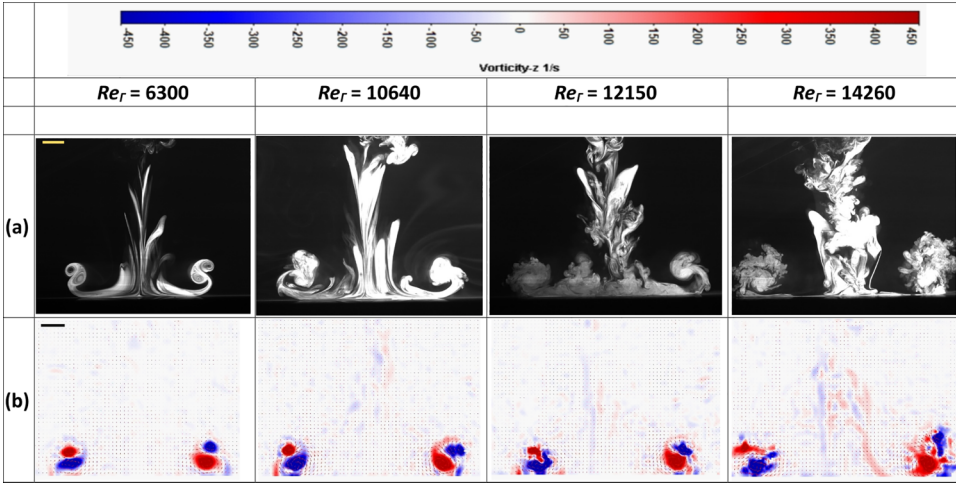 -450 -400 -350 -300 -250 -200 -150 -100 -50 0 50 100 150 200 250 300 350 400 450
Vorticity-z 1/s
ReΓ = 6300 ReΓ = 10640 ReΓ = 12150 ReΓ = 14260
(a)
(b)